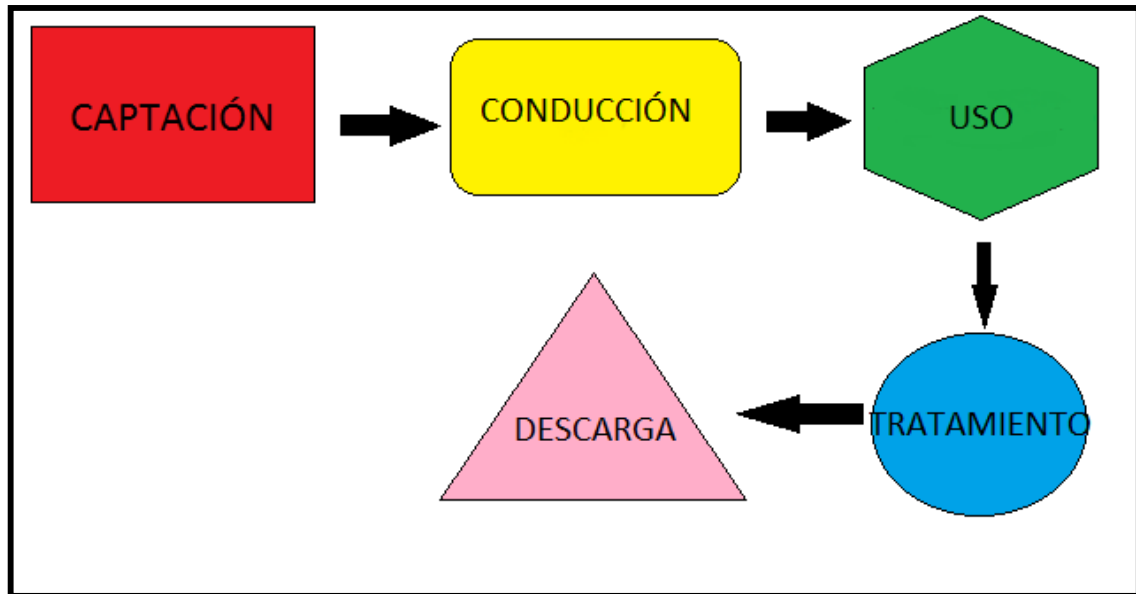 CAPTACIÓN
CONDUCCIÓN
USO
TRATAMIENTO
DESCARGA